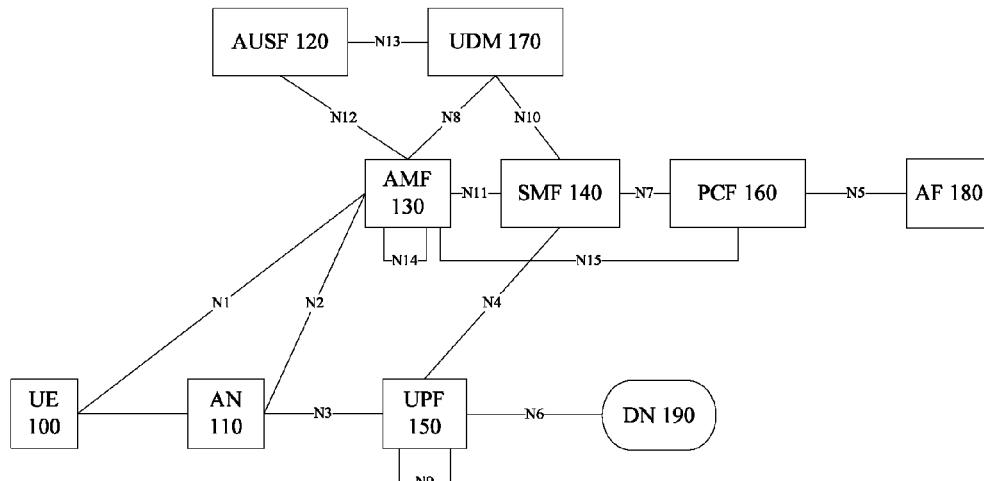 AUSF 120
N13
UDM 170
N12
N8
N10
AMF
130
N11
SMF 140
N7
PCF 160
N5
AF 180
N14
N15
N1
N2
N4
UE
100
AN
110
N3
UPF
150
N6
DN 190
N9